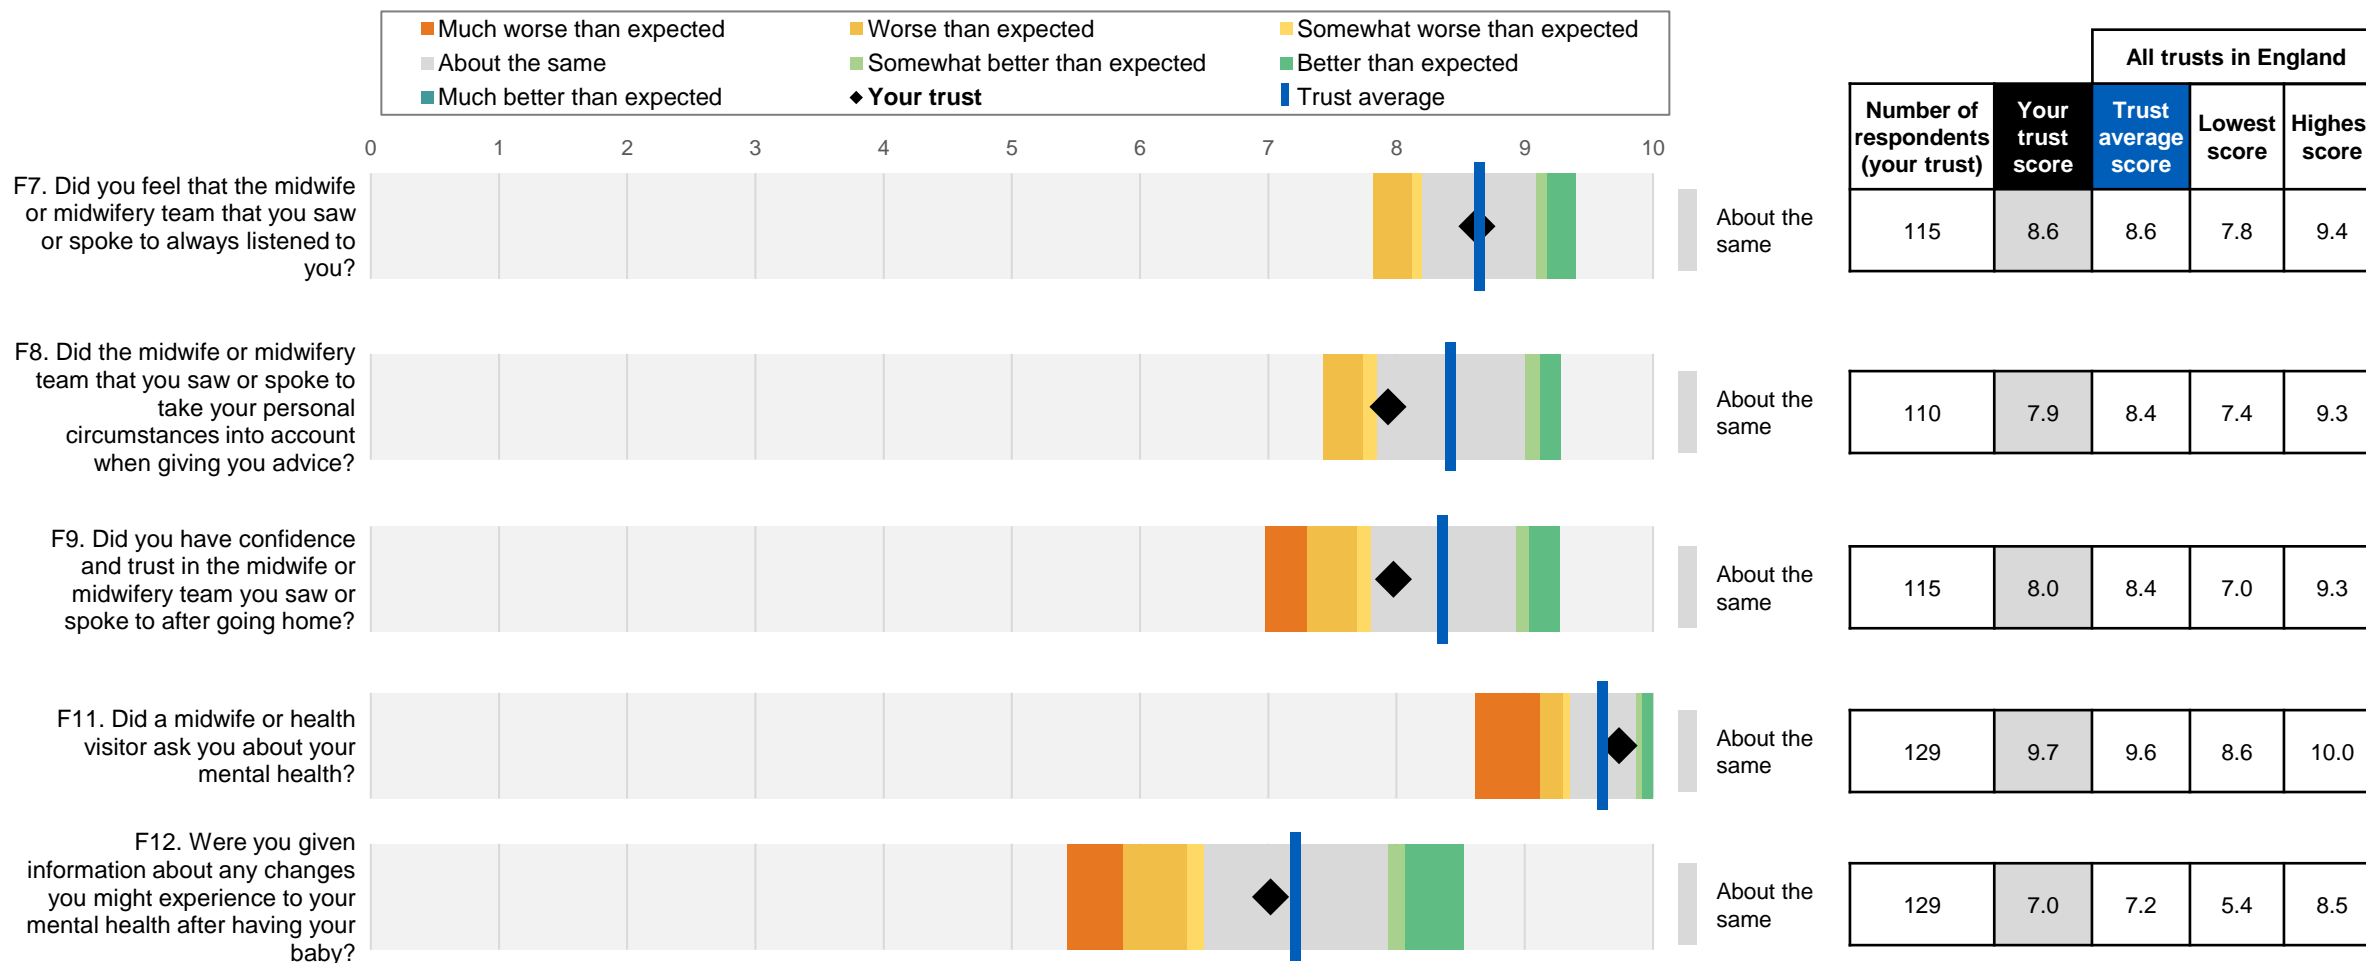 Much worse than expected
Worse than expected
Somewhat worse than expected
About the same
Somewhat better than expected
Better than expected
Much better than expected
Your trust
Trust average
All trusts in England
Number of
respondents
(your trust)
Your
trust
score
Trust
average
score
Lowest
score
Highes
score
0 1 2 3 4 5 6 7 8 9 10
F7. Did you feel that the midwife
or midwifery team that you saw
or spoke to always listened to
you?
About the
same
115 8.6 8.6 7.8 9.4
F8. Did the midwife or midwifery
team that you saw or spoke to
take your personal
circumstances into account
when giving you advice?
About the
same
110 7.9 8.4 7.4 9.3
F9. Did you have confidence
and trust in the midwife or
midwifery team you saw or
spoke to after going home?
About the
same
115 8.0 8.4 7.0 9.3
F11. Did a midwife or health
visitor ask you about your
mental health?
About the
same
129 9.7 9.6 8.6 10.0
F12. Were you given
information about any changes
you might experience to your
mental health after having your
baby?
About the
same
129 7.0 7.2 5.4 8.5